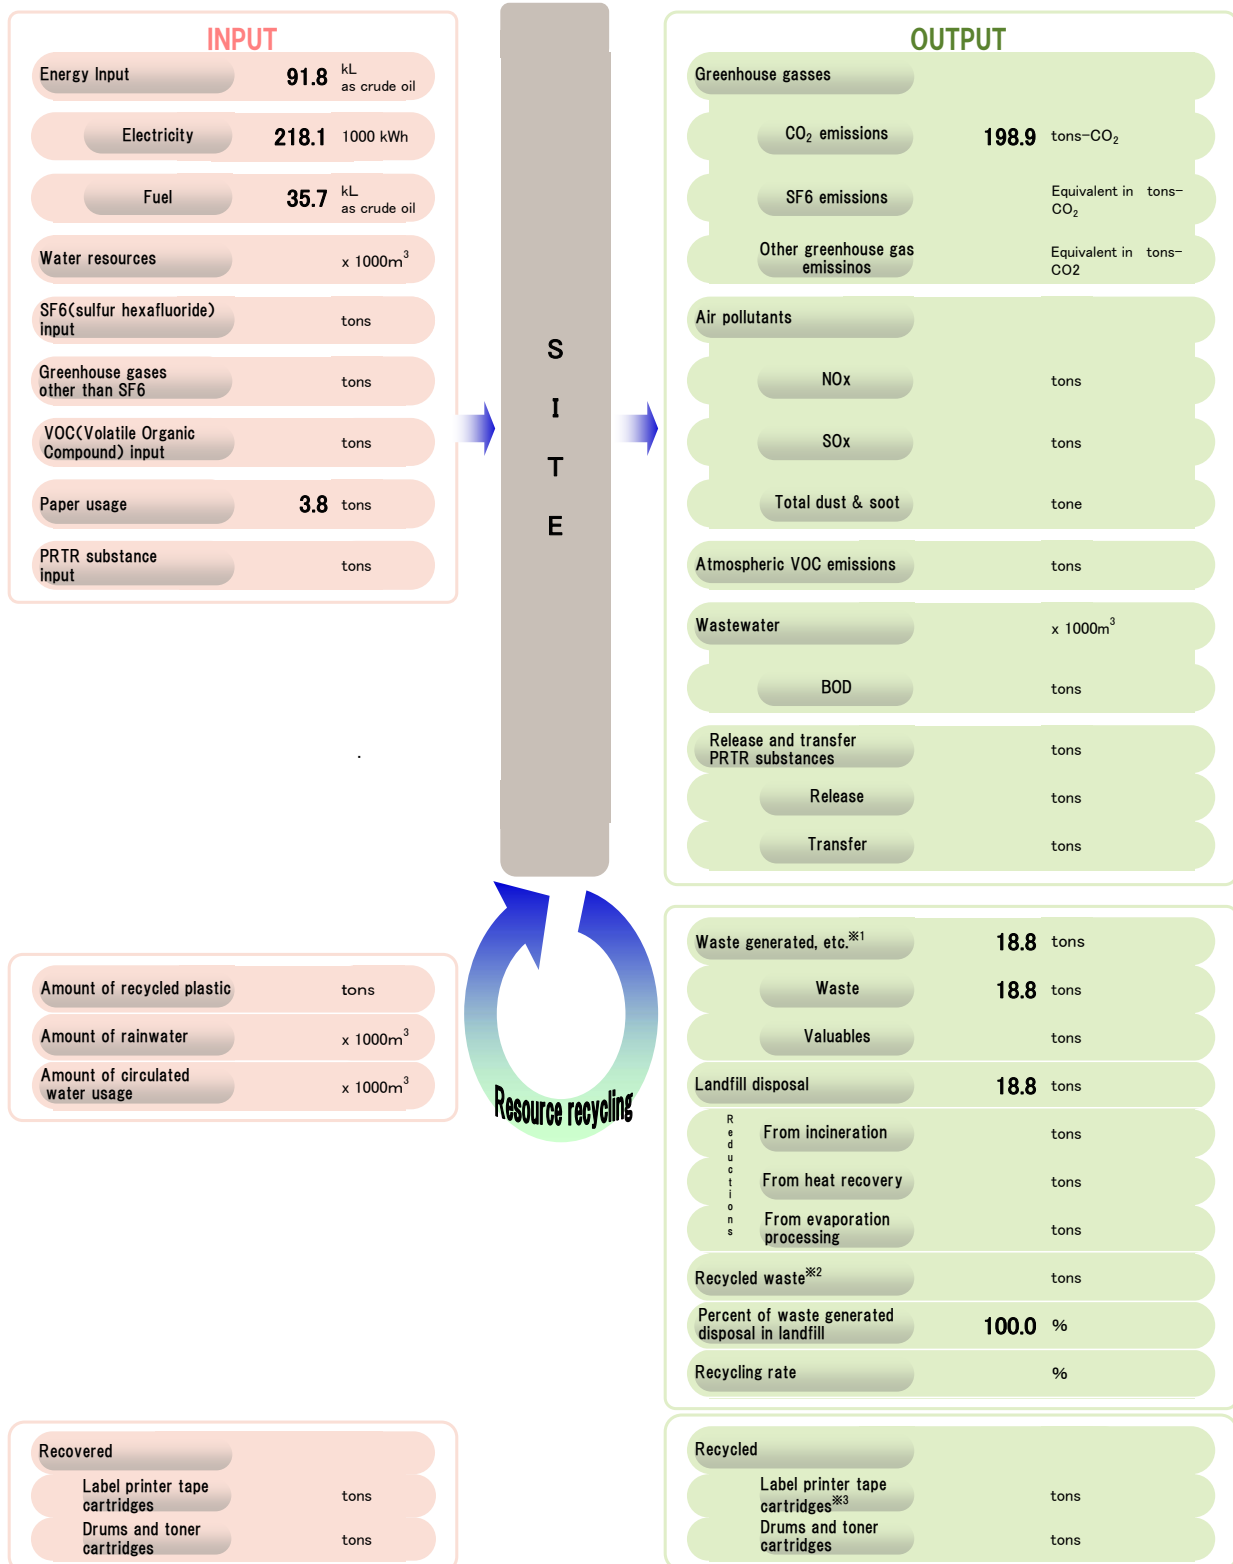 INPUT
Energy Input 91.8 kL
as crude oil
Electricity 218.1 1000 kWh
Fuel 35.7 kL
as crude oil
Water resources x 1000m³
SF6(sulfur hexafluoride)
input tons
Greenhouse gases
other than SF6 tons
VOC(Volatile Organic
Compound) input tons
Paper usage 3.8 tons
PRTR substance
input tons
S
I
T
E
OUTPUT
Greenhouse gasses
CO₂ emissions 198.9 tons-CO₂
SF6 emissions Equivalent in tons-
CO₂
Other greenhouse gas
emissinos Equivalent in tons-
CO2
Air pollutants
NOx tons
SOx tons
Total dust & soot tone
Atmospheric VOC emissions tons
Wastewater x 1000m³
BOD tons
Release and transfer
PRTR substances tons
Release tons
Transfer tons
Amount of recycled plastic tons
Amount of rainwater x 1000m³
Amount of circulated
water usage x 1000m³
Resource recycling
Waste generated, etc.※1 18.8 tons
Waste 18.8 tons
Valuables tons
Landfill disposal 18.8 tons
Reductions
From incineration tons
From heat recovery tons
From evaporation
processing tons
Recycled waste※2 tons
Percent of waste generated
disposal in landfill 100.0 %
Recycling rate %
Recovered
Label printer tape
cartridges tons
Drums and toner
cartridges tons
Recycled
Label printer tape
cartridges※3 tons
Drums and toner
cartridges tons